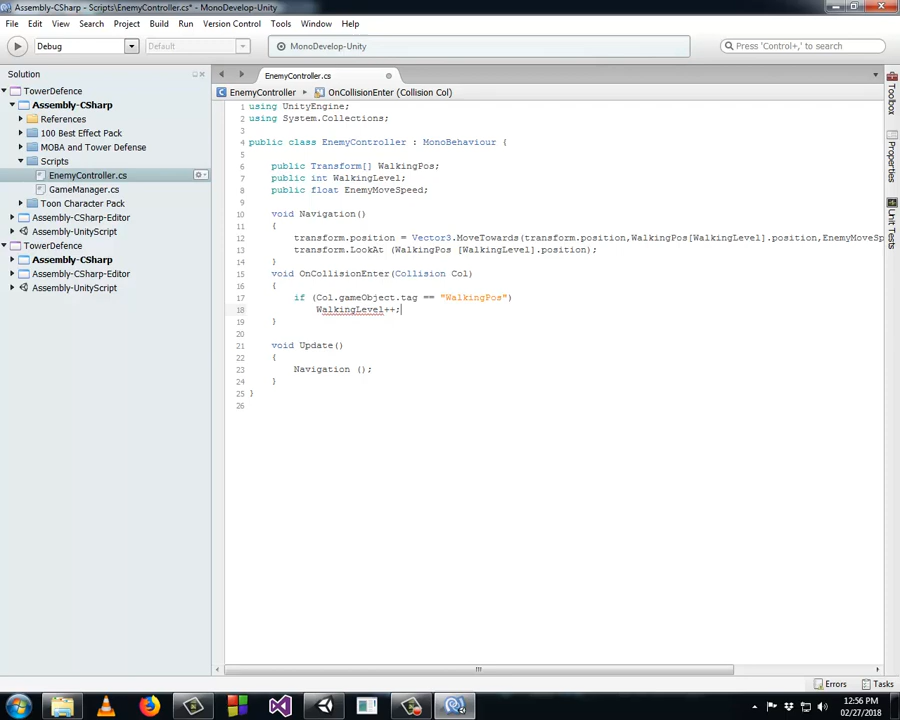 Assembly-CSharp - Scripts\EnemyController.cs* - MonoDevelop-Unity
File Edit View Search Project Build Run Version Control Tools Window Help
Debug Default MonoDevelop-Unity Press 'Control+,' to search
Solution EnemyController.cs
TowerDefence EnemyController OnCollisionEnter (Collision Col)
Assembly-CSharp
References
100 Best Effect Pack
MOBA and Tower Defense
Scripts
EnemyController.cs
GameManager.cs
Toon Character Pack
Assembly-CSharp-Editor
Assembly-UnityScript
TowerDefence
Assembly-CSharp
Assembly-CSharp-Editor
Assembly-UnityScript
1 using UnityEngine;
2 using System.Collections;
3
4 public class EnemyController : MonoBehaviour {
5
6 public Transform[] WalkingPos;
7 public int WalkingLevel;
8 public float EnemyMoveSpeed;
9
10 void Navigation()
11 {
12 transform.position = Vector3.MoveTowards(transform.position,WalkingPos[WalkingLevel].position,EnemyMoveSp
13 transform.LookAt (WalkingPos [WalkingLevel].position);
14 }
15 void OnCollisionEnter(Collision Col)
16 {
17 if (Col.gameObject.tag == "WalkingPos")
18 WalkingLevel++;
19 }
20
21 void Update()
22 {
23 Navigation ();
24 }
25 }
26
Toolbox
Properties
Unit Tests
Errors Tasks
12:56 PM
02/27/2018